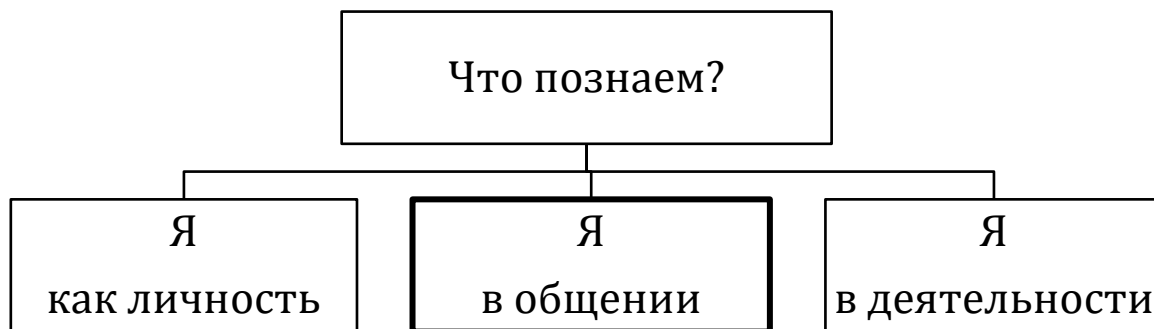 Что познаем?
Я
как личность
Я
в общении
Я
в деятельности